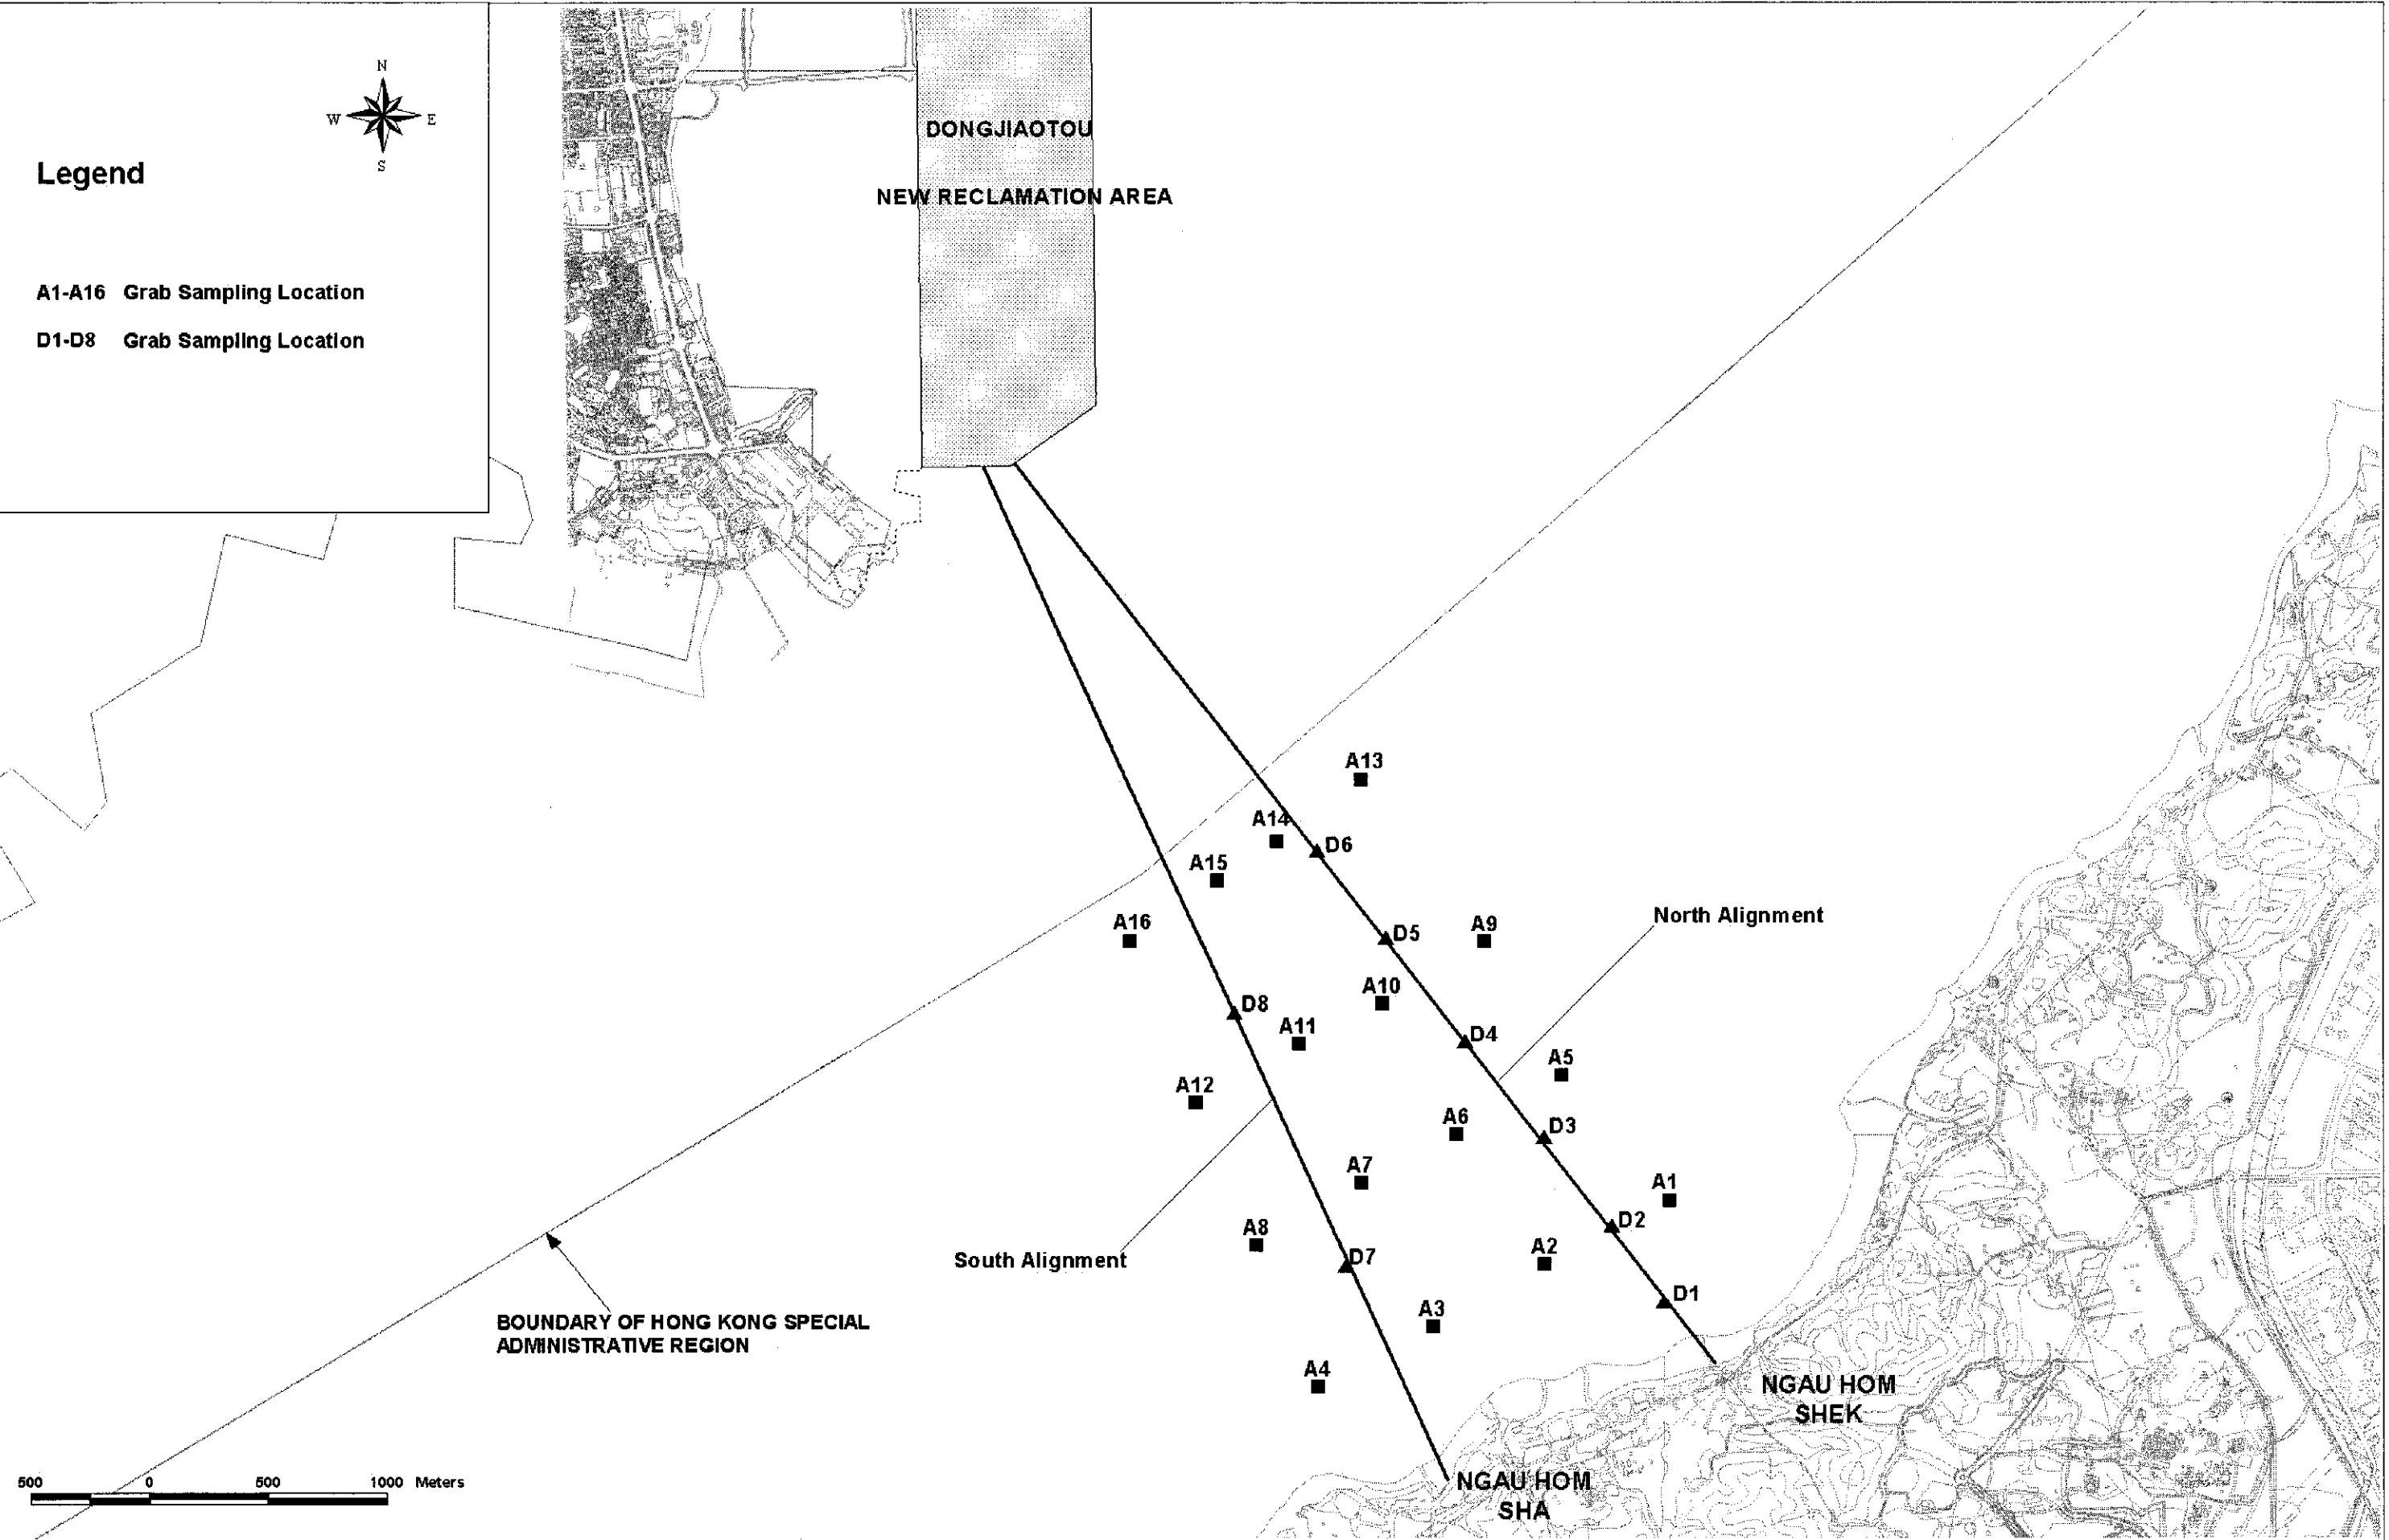 N
W
E
S
Legend
A1-A16 Grab Sampling Location
D1-D8 Grab Sampling Location
DONGJIAOTOU
NEW RECLAMATION AREA
A13
A14
D6
A15
North Alignment
A16
D5
A9
A10
D8
A11
D4
A5
A12
A6
D3
A7
A1
D2
A8
A2
South Alignment
D7
D1
A3
BOUNDARY OF HONG KONG SPECIAL
ADMINISTRATIVE REGION
A4
NGAU HOM
SHEK
NGAU HOM
SHA
500 0 500 1000 Meters